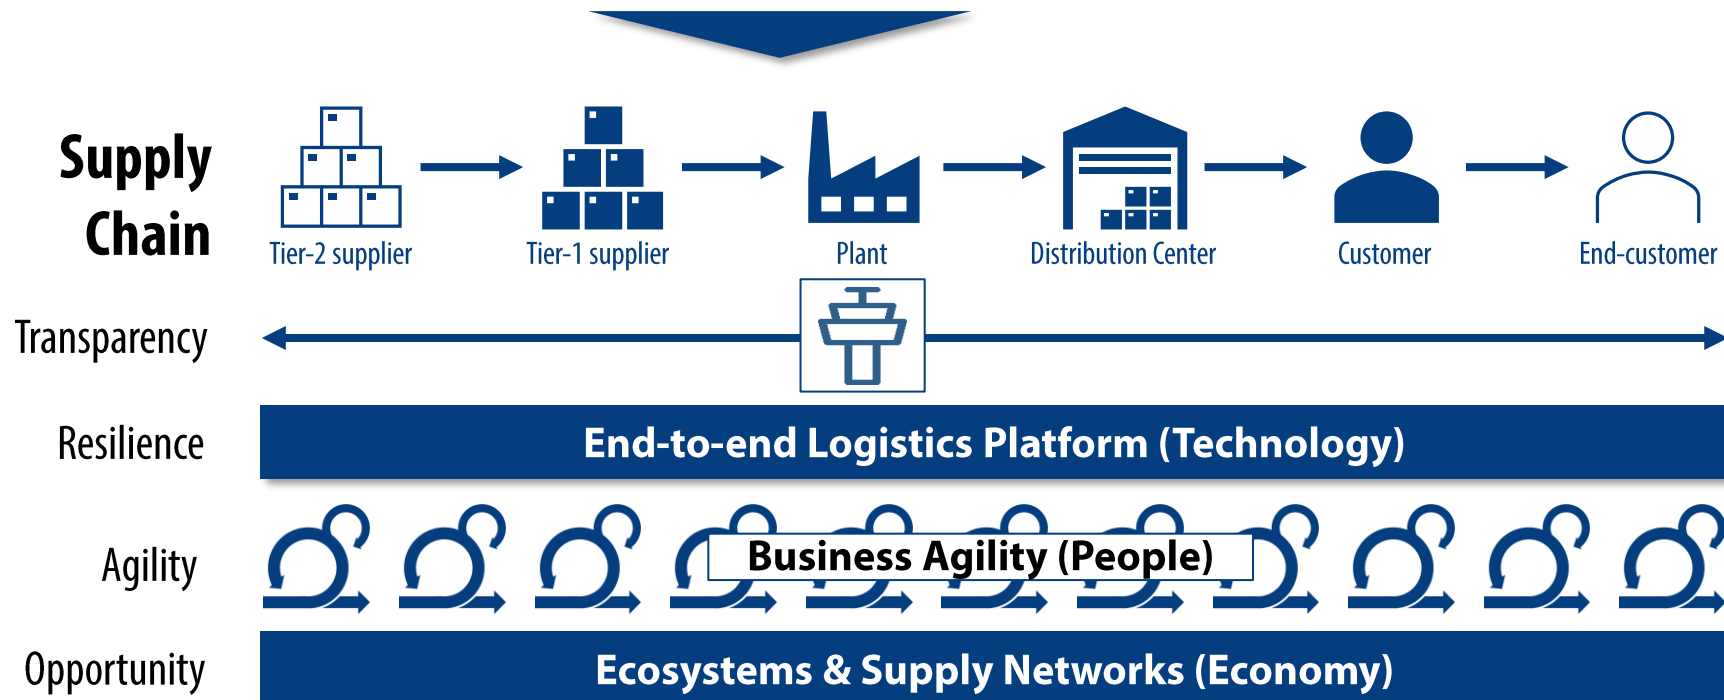 Supply
Chain
Tier-2 supplier
Tier-1 supplier
Plant
Distribution Center
Customer
End-customer
Transparency
Resilience
End-to-end Logistics Platform (Technology)
Agility
Business Agility (People)
Opportunity
Ecosystems & Supply Networks (Economy)